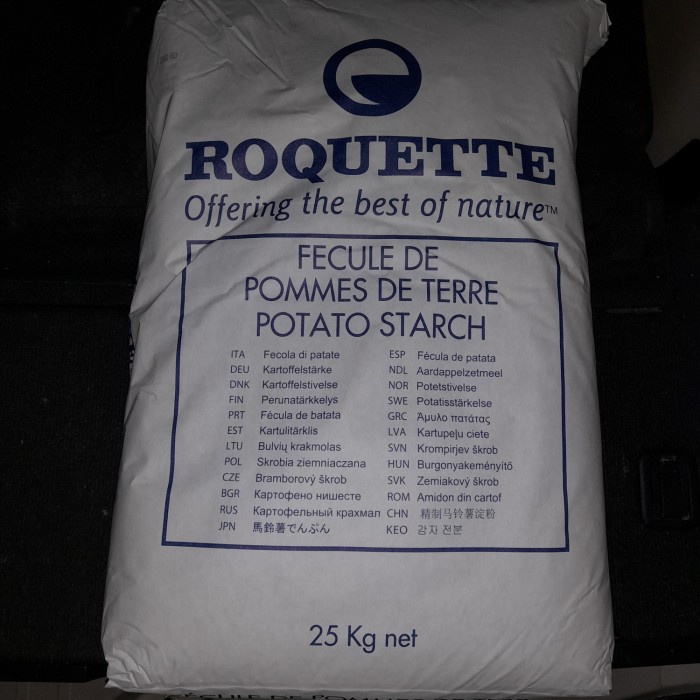 ROQUETTE
Offering the best of nature™
FECULE DE
POMMES DE TERRE
POTATO STARCH
ITA Fecola di patate
DEU Kartoffelstärke
DNK Kartoffelstivelse
FIN Perunatärkkelys
PRT Fécula de batata
EST Kartulitärklis
LTU Bulvių krakmolas
POL Skrobia ziemniaczana
CZE Bramborový škrob
BGR Картофено нишесте
RUS Картофельный крахмал
JPN 馬鈴薯でんぷん
ESP Fécula de patata
NDL Aardappelzetmeel
NOR Potetstivelse
SWE Potatisstärkelse
GRC Άμυλο πατάτας
LVA Kartupeļu ciete
SVN Krompirjev škrob
HUN Burgonyakeményítő
SVK Zemiakový škrob
ROM Amidon din cartof
CHN 精制马铃薯淀粉
KEO 감자 전분
25 Kg net
FÉCULE DE POMMES